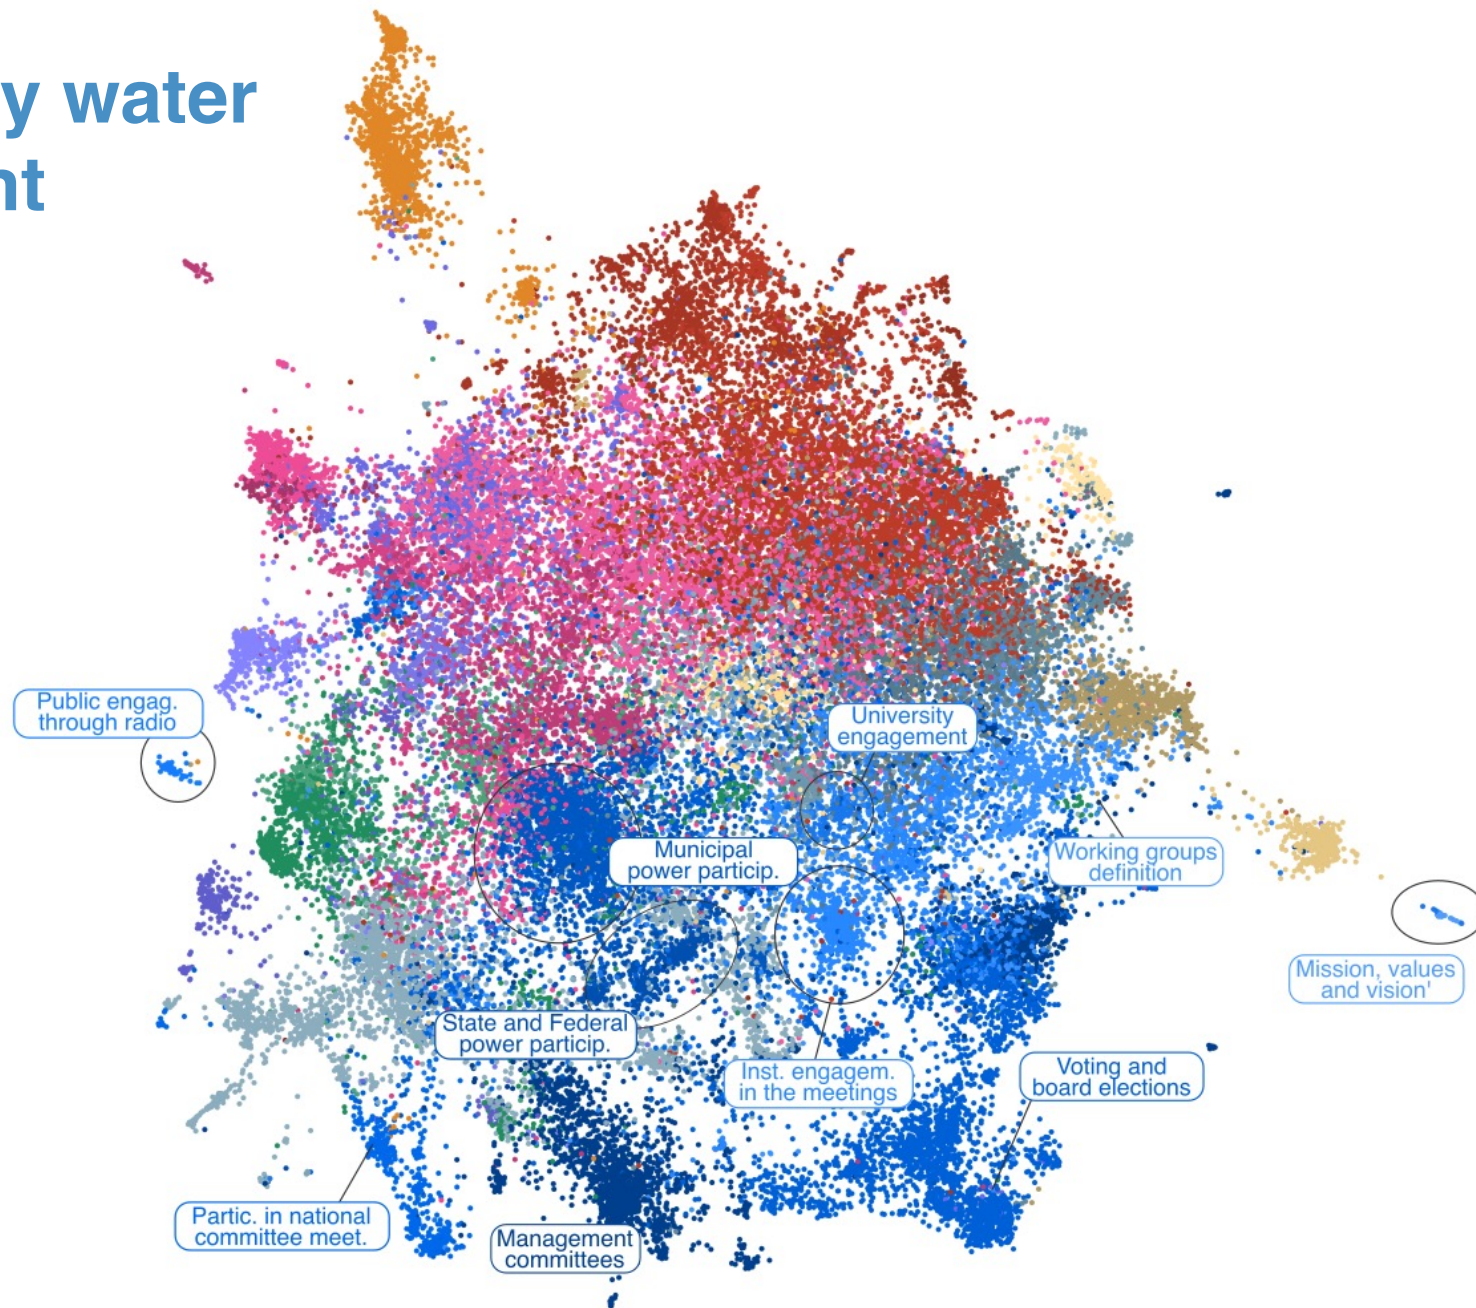 y water
nt
Public engag.
through radio
University
engagement
Municipal
power particip.
Working groups
definition
Mission, values
and vision'
State and Federal
power particip.
Inst. engagem.
in the meetings
Voting and
board elections
Partic. in national
committee meet.
Management
committees